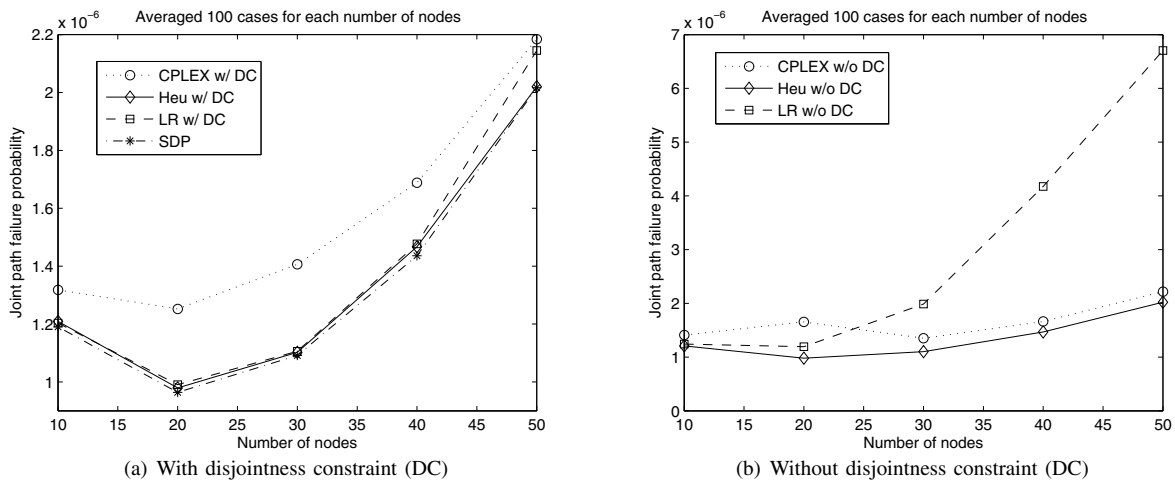 Averaged 100 cases for each number of nodes
x 10⁻⁶
2.2
2
1.8
1.6
1.4
1.2
1
Joint path failure probability
CPLEX w/ DC
Heu w/ DC
LR w/ DC
SDP
10 15 20 25 30 35 40 45 50
Number of nodes
(a) With disjointness constraint (DC)
Averaged 100 cases for each number of nodes
x 10⁻⁶
7
6
5
4
3
2
1
0
Joint path failure probability
CPLEX w/o DC
Heu w/o DC
LR w/o DC
10 15 20 25 30 35 40 45 50
Number of nodes
(b) Without disjointness constraint (DC)